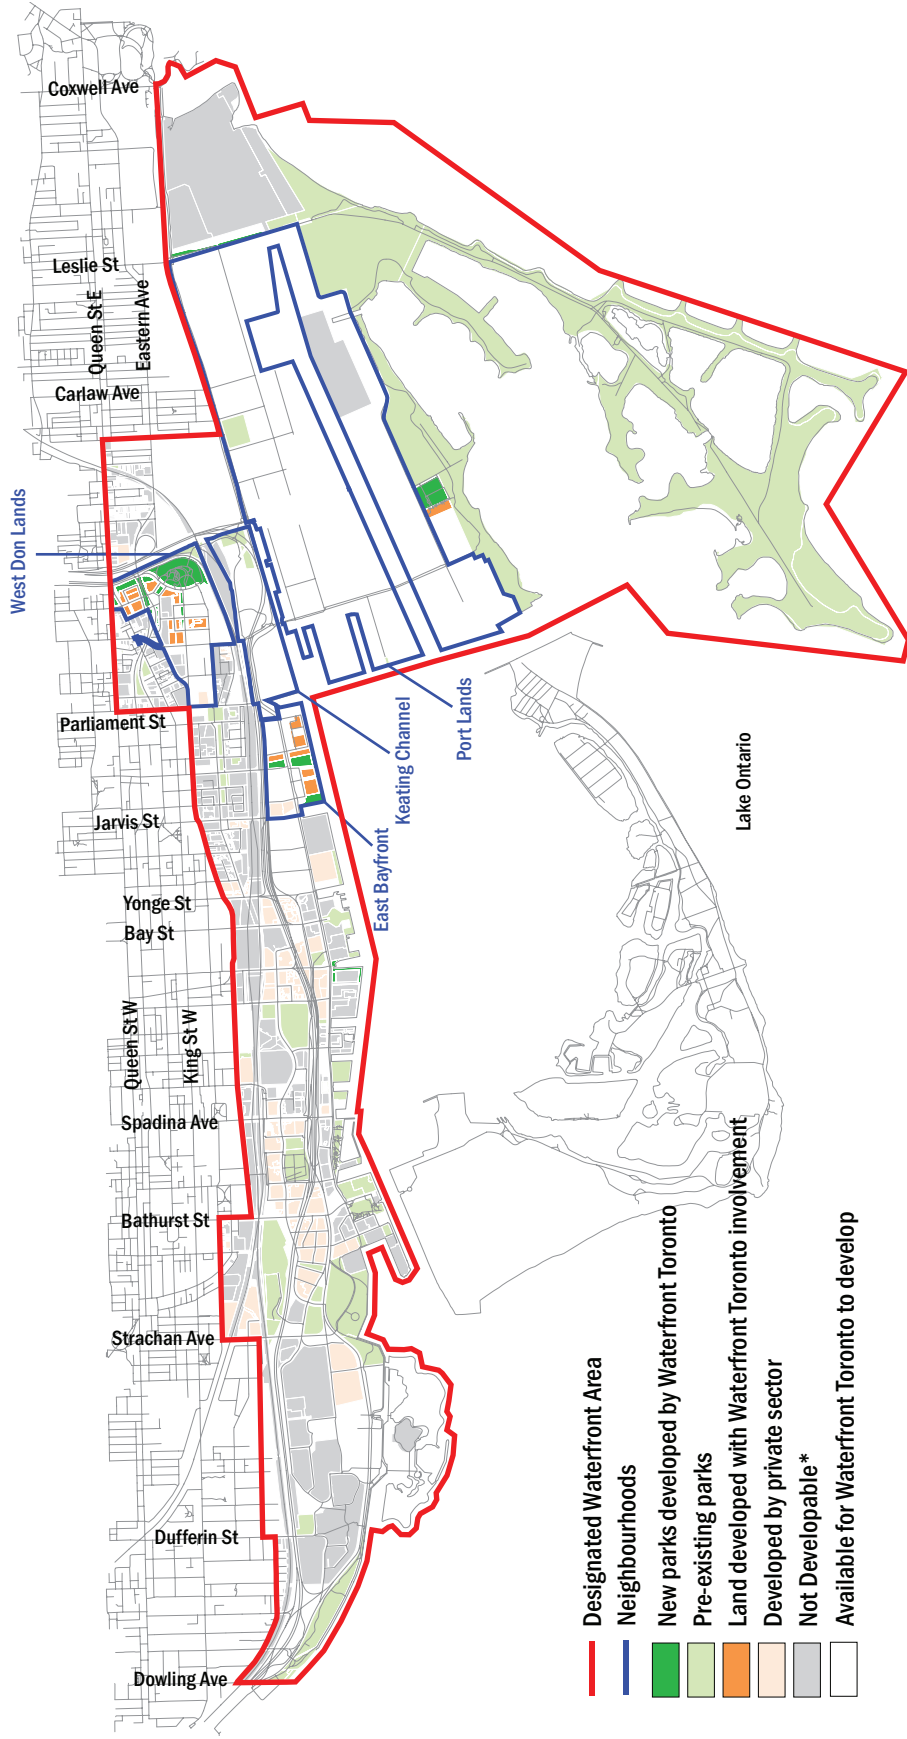 Coxwell Ave
Leslie St
Queen St E
Eastern Ave
Carlaw Ave
West Don Lands
Parliament St
Port Lands
Keating Channel
East Bayfront
Jarvis St
Yonge St
Bay St
Queen St W
King St W
Spadina Ave
Bathurst St
Strachan Ave
Dufferin St
Dowling Ave
Lake Ontario
Designated Waterfront Area
Neighbourhoods
New parks developed by Waterfront Toronto
Pre-existing parks
Land developed with Waterfront Toronto involvement
Developed by private sector
Not Developable*
Available for Waterfront Toronto to develop